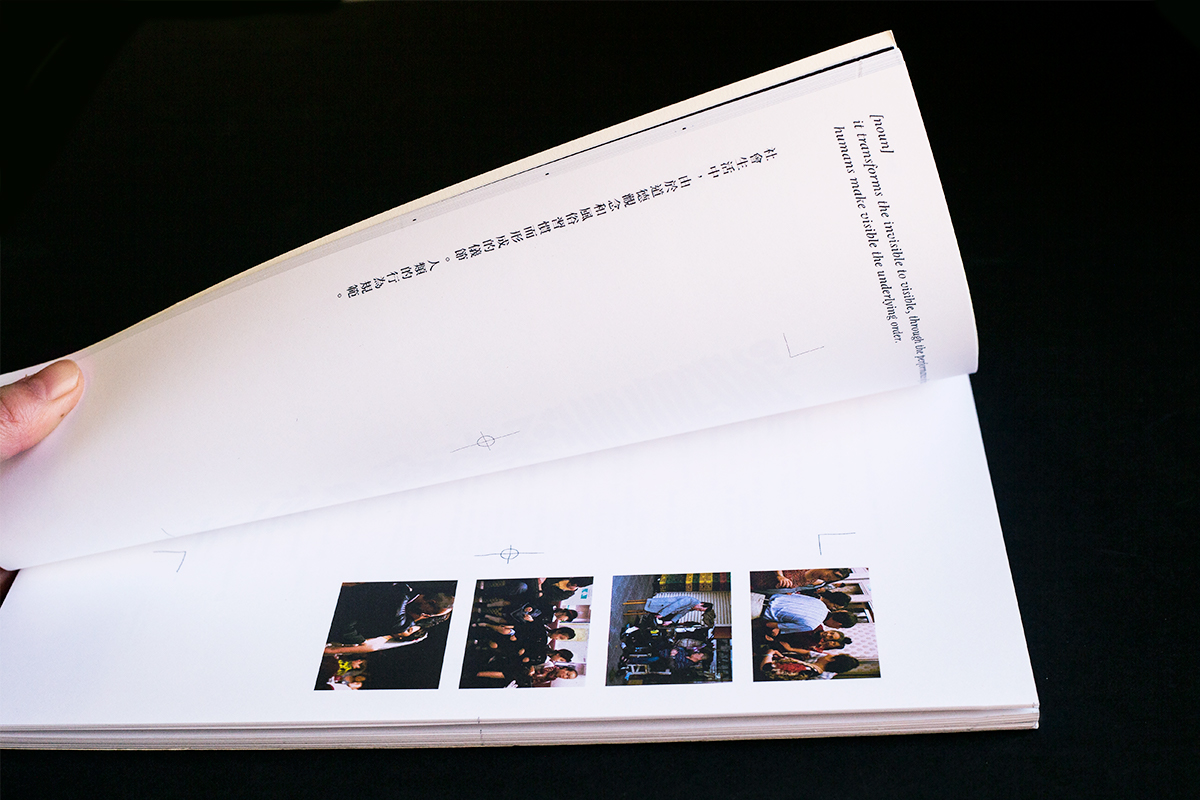 [noun]
it transforms the invisible to visible, through the
humans make visible the underlying order.
社會生活中，由於道德觀念和風俗習慣而形成的儀節。人類的行為規範。